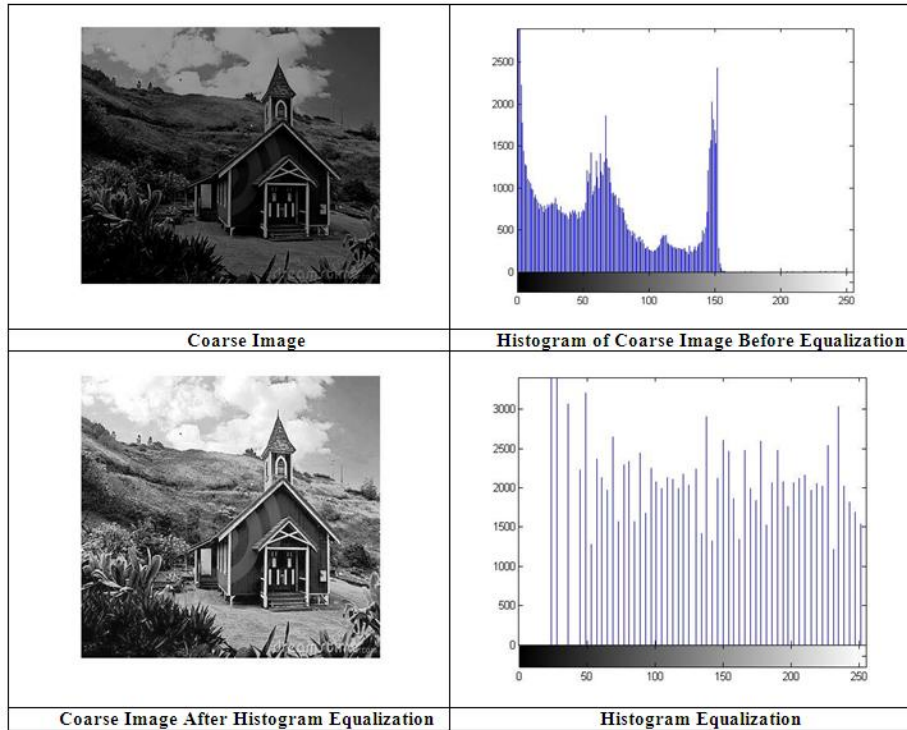 2500
2000
1500
1000
500
0
0 50 100 150 200 250
Coarse Image
Histogram of Coarse Image Before Equalization
3000
2500
2000
1500
1000
500
0
0 50 100 150 200 250
Coarse Image After Histogram Equalization
Histogram Equalization